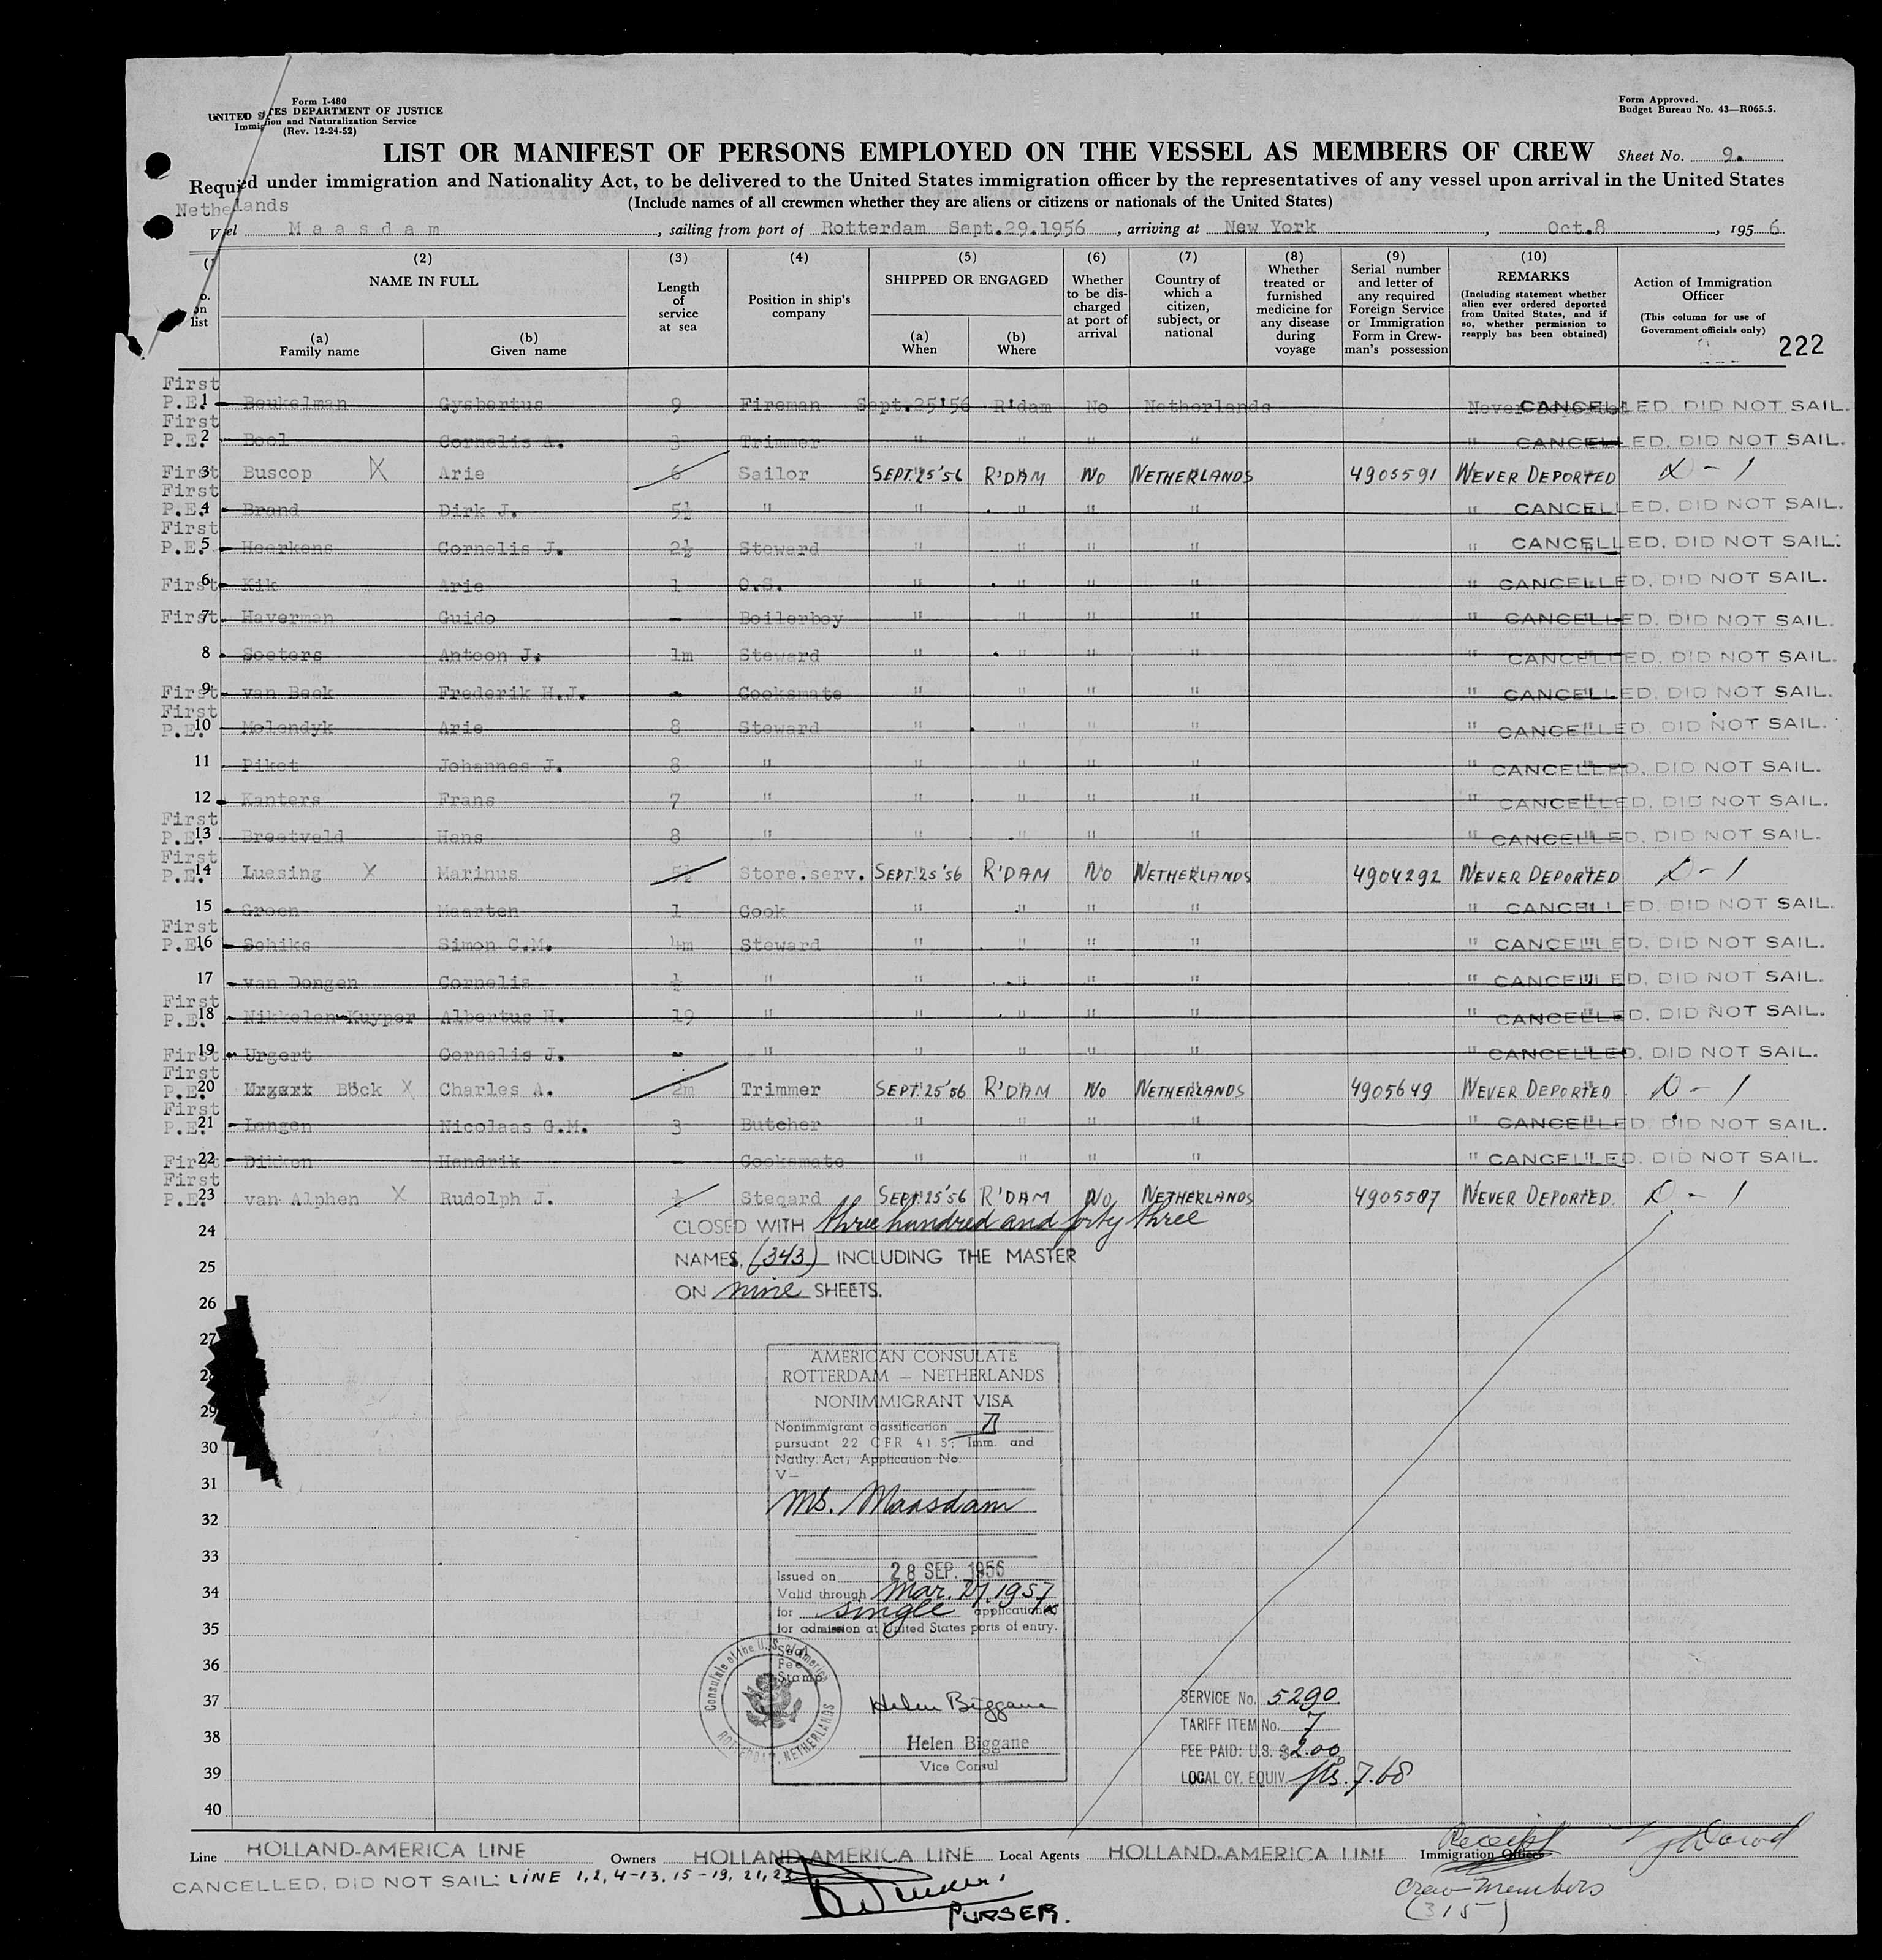 Form I-480
UNITED STATES DEPARTMENT OF JUSTICE
Immigration and Naturalization Service
(Rev. 12-24-52)
Form Approved.
Budget Bureau No. 43—R065.5.
LIST OR MANIFEST OF PERSONS EMPLOYED ON THE VESSEL AS MEMBERS OF CREW Sheet No. 9.
Required under immigration and Nationality Act, to be delivered to the United States immigration officer by the representatives of any vessel upon arrival in the United States
(Include names of all crewmen whether they are aliens or citizens or nationals of the United States)
Netherlands
Vessel Maasdam, sailing from port of Rotterdam Sept.29.1956, arriving at New York, Oct.8, 1956
(1) No. on list
(2) NAME IN FULL (a) Family name (b) Given name
(3) Length of service at sea
(4) Position in ship's company
(5) SHIPPED OR ENGAGED (a) When (b) Where
(6) Whether to be discharged at port of arrival
(7) Country of which a citizen, subject, or national
(8) Whether treated or furnished medicine for any disease during voyage
(9) Serial number and letter of any required Foreign Service or Immigration Form in Crewman's possession
(10) REMARKS (Including statement whether alien ever ordered deported from United States, and if so, whether permission to reapply has been obtained)
Action of Immigration Officer (This column for use of Government officials only)
222
First P.E. 1 Beukelman Gysbertus 9 Fireman Sept.25'56 R'dam No Netherlands Never CANCELLED. DID NOT SAIL.
First P.E. 2 Boel Cornelis A. 3 Trimmer " " " " " CANCELLED. DID NOT SAIL.
First 3 Buscop X Arie 6 Sailor SEPT.25'56 R'DAM No NETHERLANDS 4905591 NEVER DEPORTED D-1
First P.E. 4 Brand Dirk J. 5½ " " " " " " CANCELLED. DID NOT SAIL.
First P.E. 5 Heerkens Cornelis J. 2½ Steward " " " " " CANCELLED. DID NOT SAIL.
First 6 Kik Arie 1 O.S. " " " " " CANCELLED. DID NOT SAIL.
First 7 Haverman Guido - Boilerboy " " " " " CANCELLED. DID NOT SAIL.
8 Soeters Antoon J. 1m Steward " " " " " CANCELLED. DID NOT SAIL.
First 9 van Beek Frederik H.J. - Cooksmate " " " " " CANCELLED. DID NOT SAIL.
First P.E. 10 Molendyk Arie 8 Steward " " " " " CANCELLED. DID NOT SAIL.
11 Piket Johannes J. 8 " " " " " " CANCELLED. DID NOT SAIL.
12 Kanters Frans 7 " " " " " " CANCELLED. DID NOT SAIL.
First P.E. 13 Breetveld Hans 8 " " " " " " CANCELLED. DID NOT SAIL.
First P.E. 14 Luesing X Marinus 5½ Store.serv. SEPT.25'56 R'DAM No NETHERLANDS 4904292 NEVER DEPORTED D-1
15 Groen Maarten 1 Cook " " " " " CANCELLED. DID NOT SAIL.
First P.E. 16 Schiks Simon C.M. 4m Steward " " " " " CANCELLED. DID NOT SAIL.
17 van Dongen Cornelis ½ " " " " " " CANCELLED. DID NOT SAIL.
First P.E. 18 Nikkelen Kuyper Albertus H. 19 " " " " " " CANCELLED. DID NOT SAIL.
First 19 Urgert Cornelis J. - " " " " " " CANCELLED. DID NOT SAIL.
First P.E. 20 Böck X Charles A. 2m Trimmer SEPT.25'56 R'DAM No NETHERLANDS 4905649 NEVER DEPORTED D-1
First P.E. 21 Langen Nicolaas G.M. 3 Butcher " " " " " CANCELLED. DID NOT SAIL.
First 22 Dikken Hendrik - Cooksmate " " " " " CANCELLED. DID NOT SAIL.
First P.E. 23 van Alphen X Rudolph J. ½ Steqard SEPT.25'56 R'DAM No NETHERLANDS 4905587 NEVER DEPORTED. D-1
24 CLOSED WITH three hundred and forty three
25 NAMES, (343) INCLUDING THE MASTER
26 ON nine SHEETS.
27
28 AMERICAN CONSULATE
ROTTERDAM — NETHERLANDS
29 NONIMMIGRANT VISA
Nonimmigrant classification D
30 pursuant 22 CFR 41.5; Imm. and
Natlty. Act, Application No.
V—
31 MS. Maasdam
32
33 Issued on 28 SEP. 1956
34 Valid through Mar. 27. 1957
for single applications
35 for admission at United States ports of entry.
36 Seal
Fee
Stamp
Consulate of the U.S. of America
ROTTERDAM, NETHERLANDS
37 Helen Biggane
38 Helen Biggane
39 Vice Consul
40
SERVICE No. 5290
TARIFF ITEM No. 7
FEE PAID: U.S. $2.00
LOCAL CY. EQUIV. fls. 7.68
Line HOLLAND-AMERICA LINE Owners HOLLAND-AMERICA LINE Local Agents HOLLAND-AMERICA LINE Immigration Officer
Receipt
CANCELLED. DID NOT SAIL: LINE 1,2,4-13,15-19,21,22
PURSER.
Crew Members
(315)